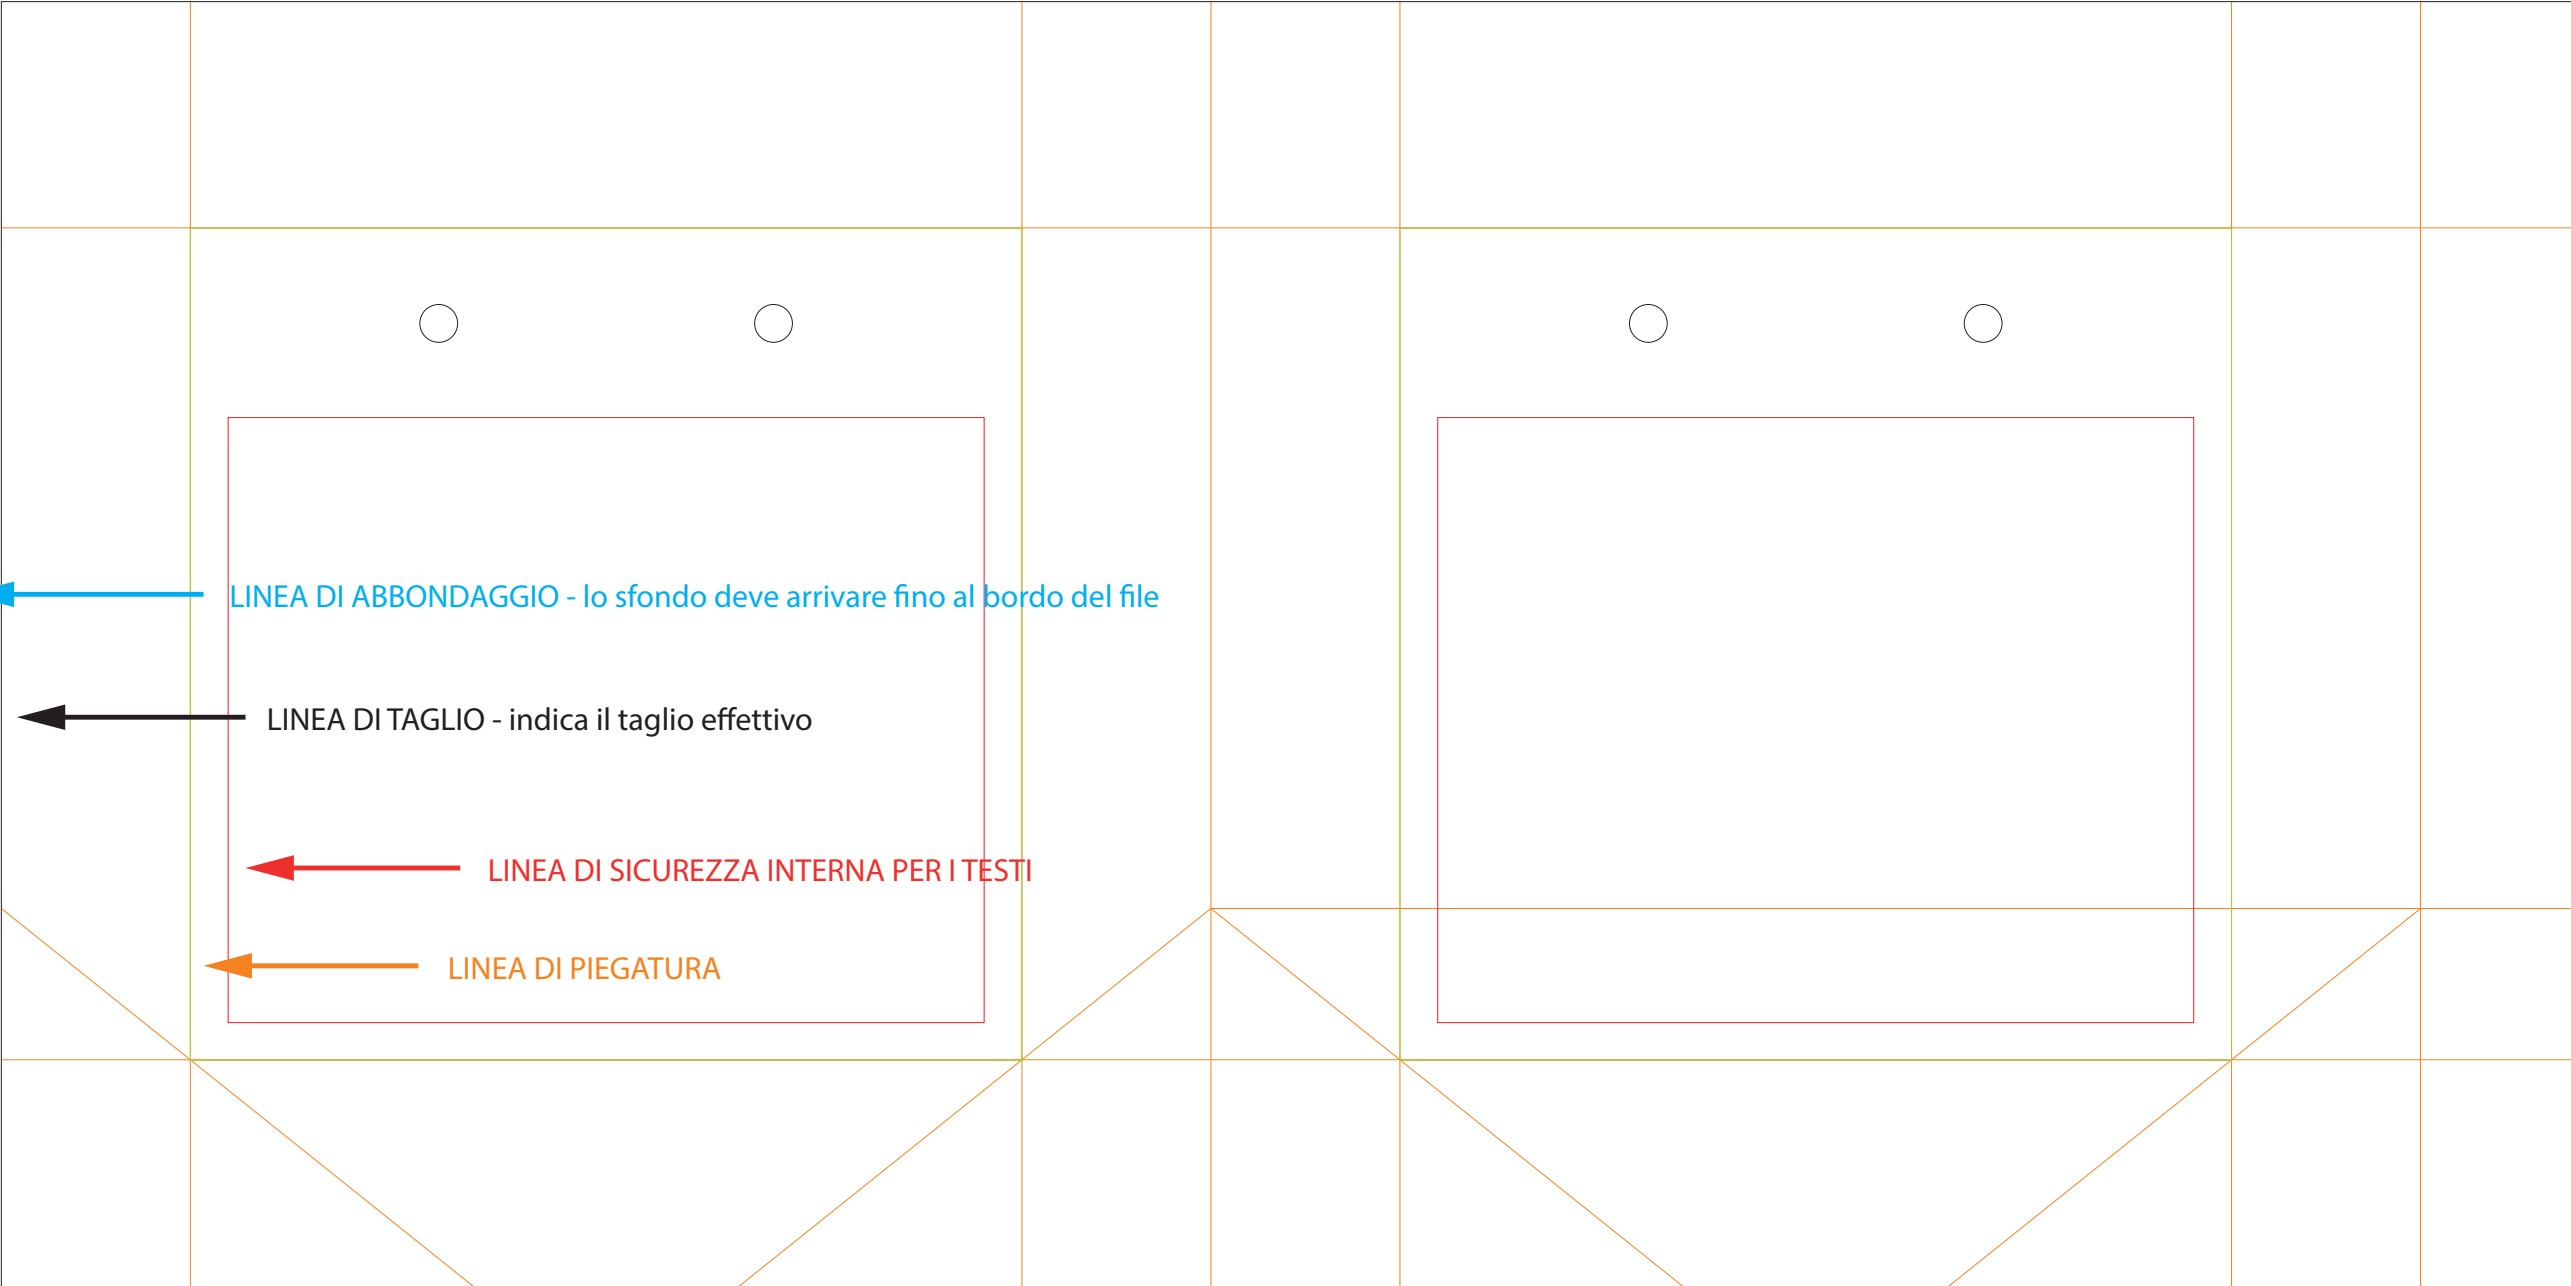 LINEA DI ABBONDAGGIO - lo sfondo deve arrivare fino al bordo del file
LINEA DI TAGLIO - indica il taglio effettivo
LINEA DI SICUREZZA INTERNA PER I TESTI
LINEA DI PIEGATURA